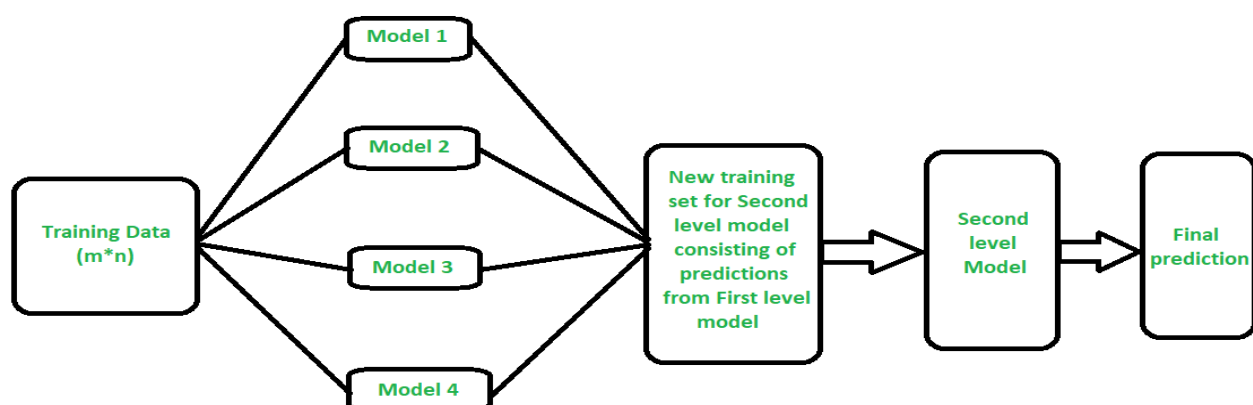 Model 1
Model 2
Training Data
(m*n)
Model 3
Model 4
New training
set for Second
level model
consisting of
predictions
from First level
model
Second
level
Model
Final
prediction